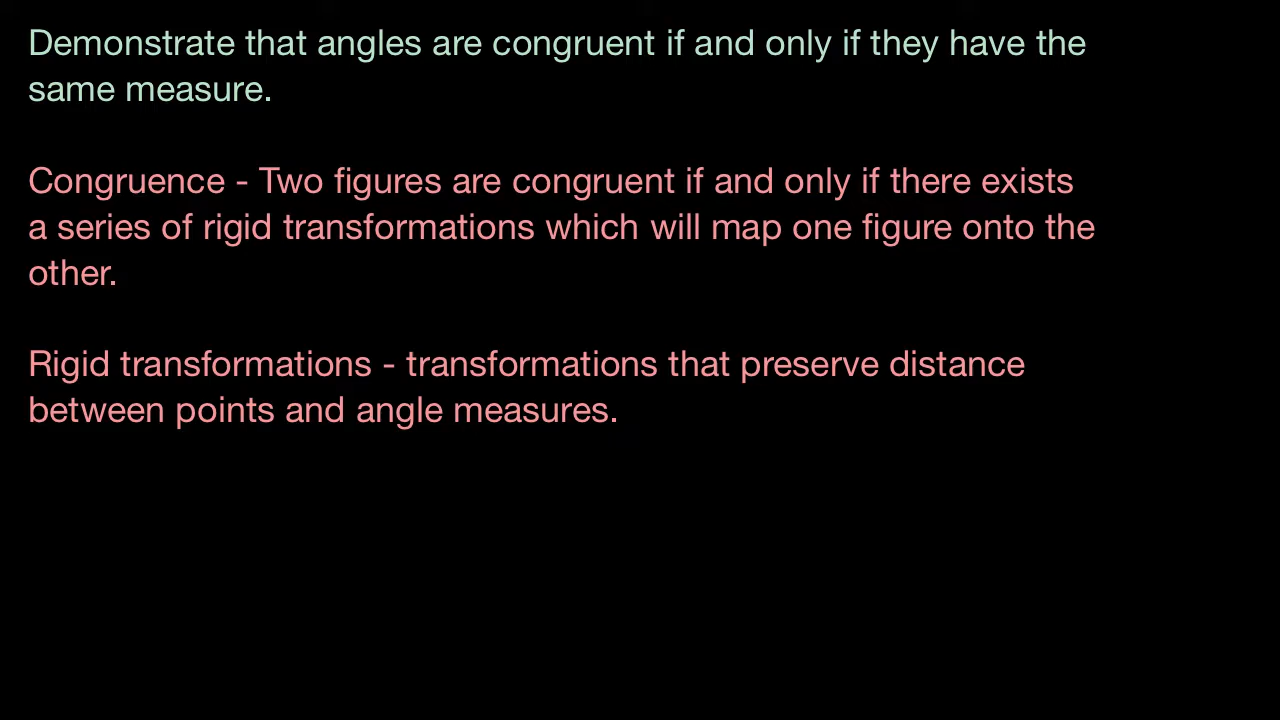 Demonstrate that angles are congruent if and only if they have the
same measure.
Congruence - Two figures are congruent if and only if there exists
a series of rigid transformations which will map one figure onto the
other.
Rigid transformations - transformations that preserve distance
between points and angle measures.